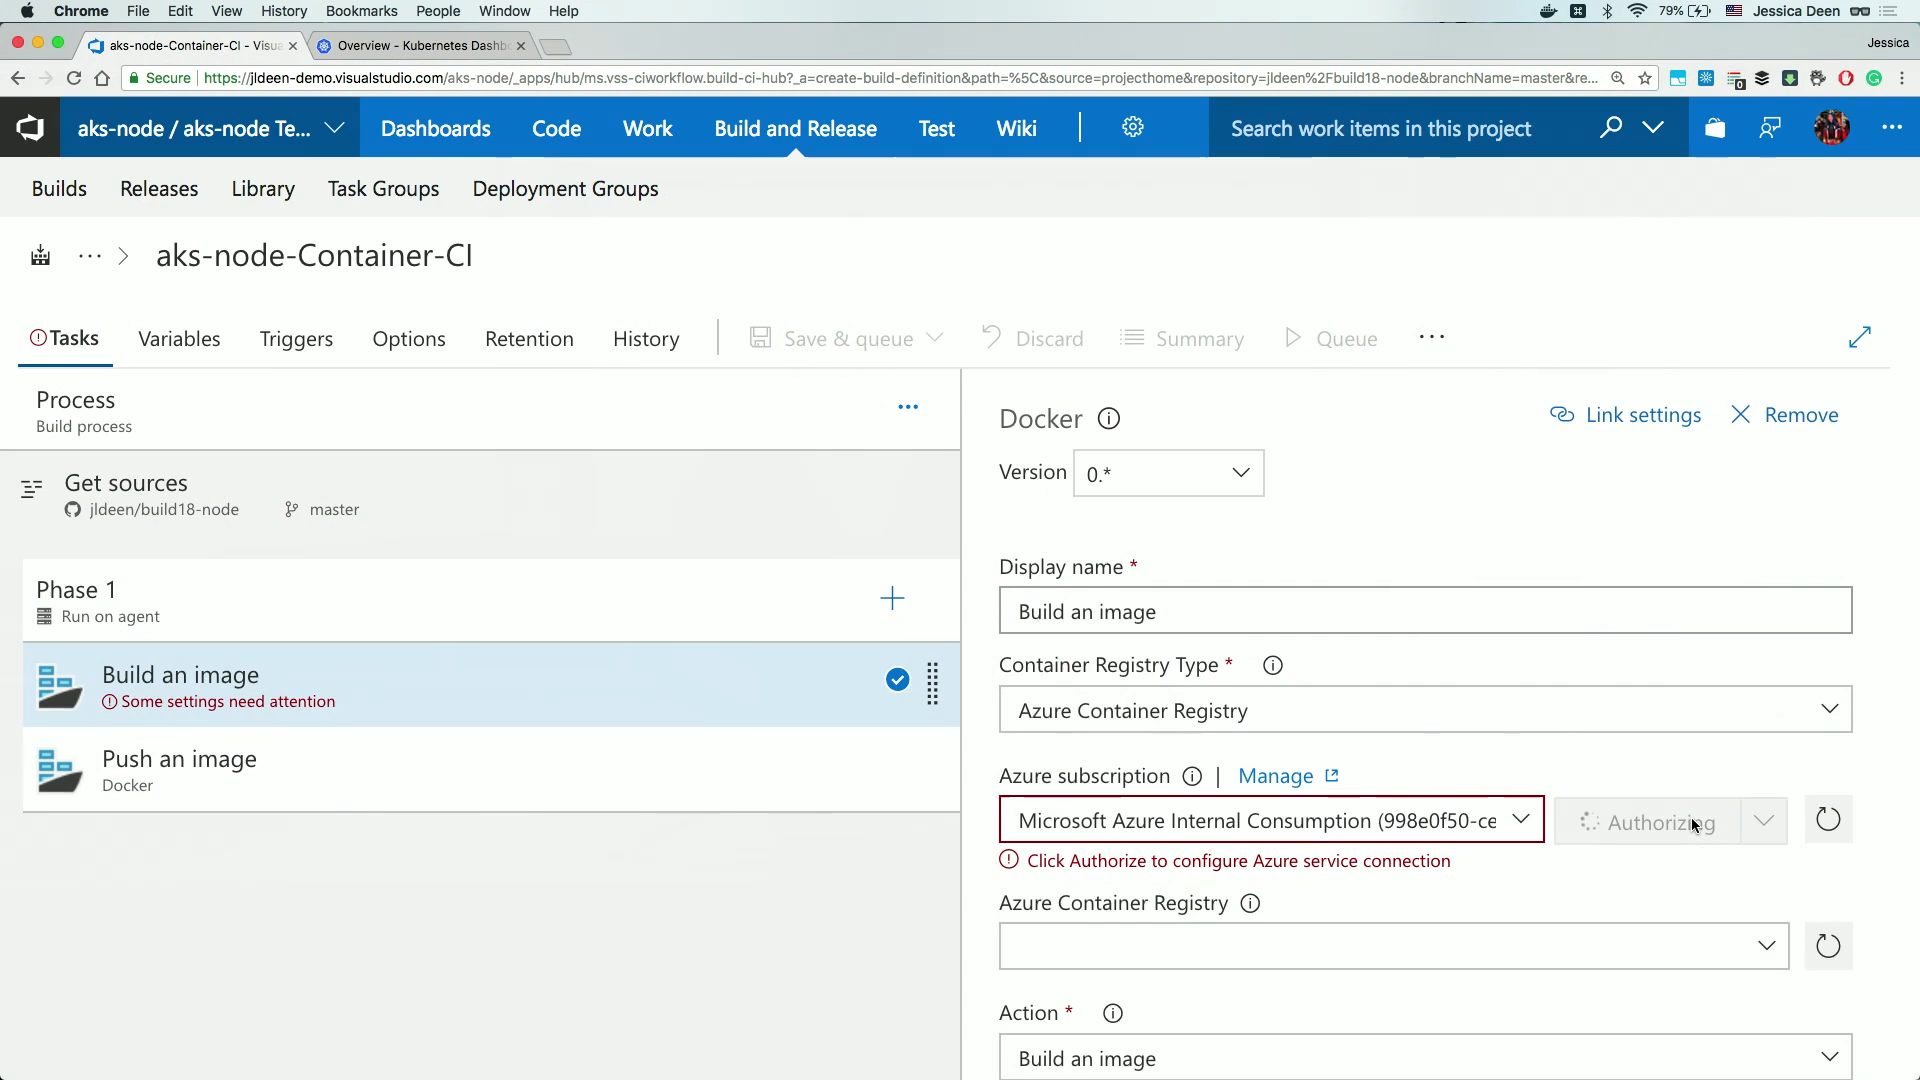 Chrome File Edit View History Bookmarks People Window Help 79% Jessica Deen
aks-node-Container-CI - Visua Overview - Kubernetes Dashbo Jessica
Secure https://jldeen-demo.visualstudio.com/aks-node/_apps/hub/ms.vss-ciworkflow.build-ci-hub?_a=create-build-definition&path=%5C&source=projecthome&repository=jldeen%2Fbuild18-node&branchName=master&re...
aks-node / aks-node Te... Dashboards Code Work Build and Release Test Wiki Search work items in this project
Builds Releases Library Task Groups Deployment Groups
aks-node-Container-CI
Tasks Variables Triggers Options Retention History Save & queue Discard Summary Queue
Process
Build process
Get sources
jldeen/build18-node master
Phase 1
Run on agent
Build an image
Some settings need attention
Push an image
Docker
Docker Link settings Remove
Version 0.*
Display name *
Build an image
Container Registry Type *
Azure Container Registry
Azure subscription | Manage
Microsoft Azure Internal Consumption (998e0f50-ce Authorizing
Click Authorize to configure Azure service connection
Azure Container Registry
Action *
Build an image